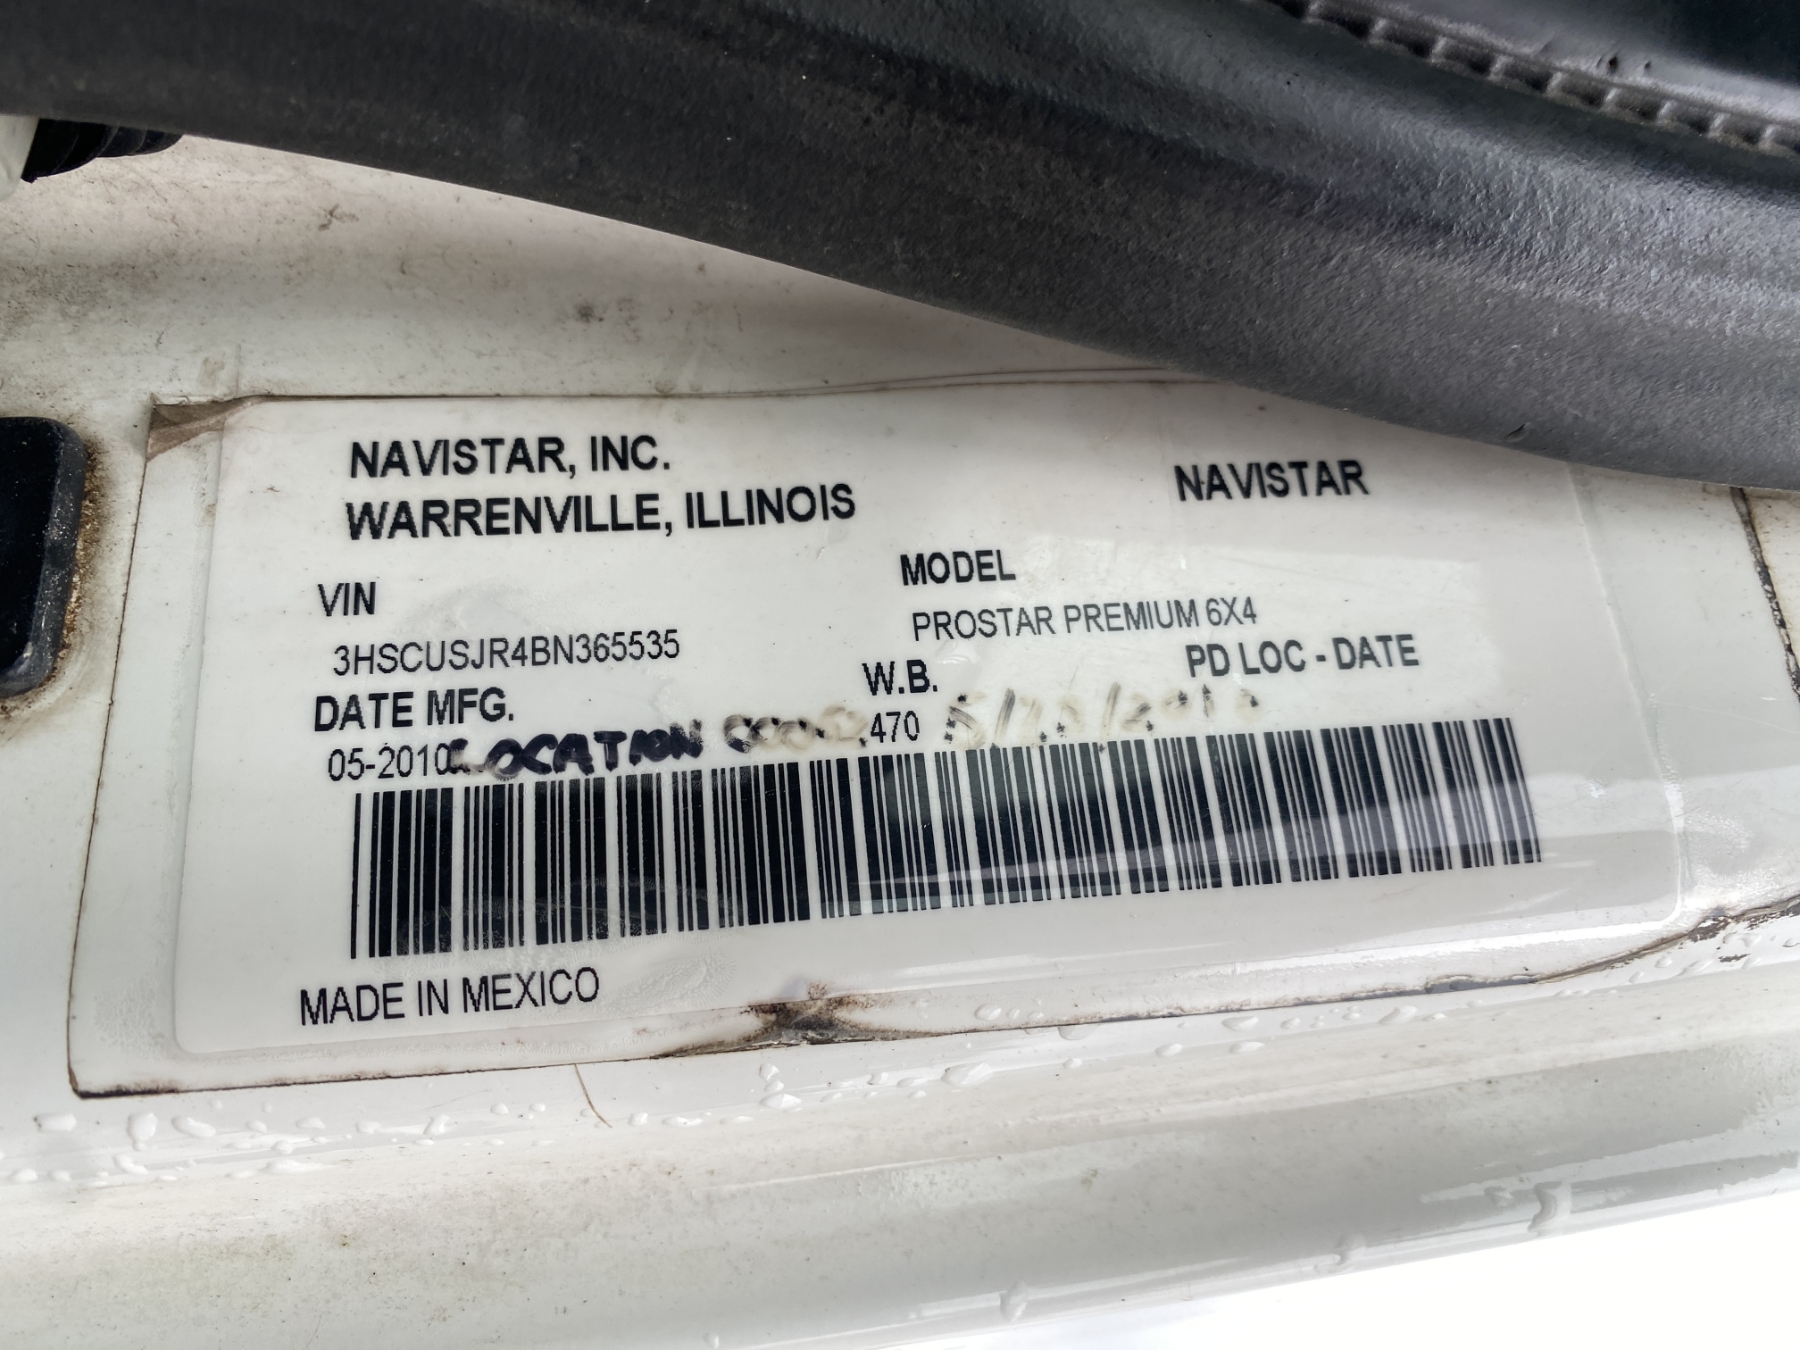 NAVISTAR, INC.
WARRENVILLE, ILLINOIS
NAVISTAR
VIN
MODEL
3HSCUSJR4BN365535
PROSTAR PREMIUM 6X4
DATE MFG.
W.B.
PD LOC - DATE
05-2010 LOCATION
470
MADE IN MEXICO